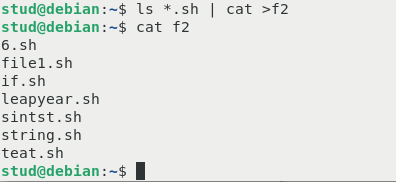 stud@debian:~$ ls *.sh | cat >f2
stud@debian:~$ cat f2
6.sh
file1.sh
if.sh
leapyear.sh
sintst.sh
string.sh
teat.sh
stud@debian:~$